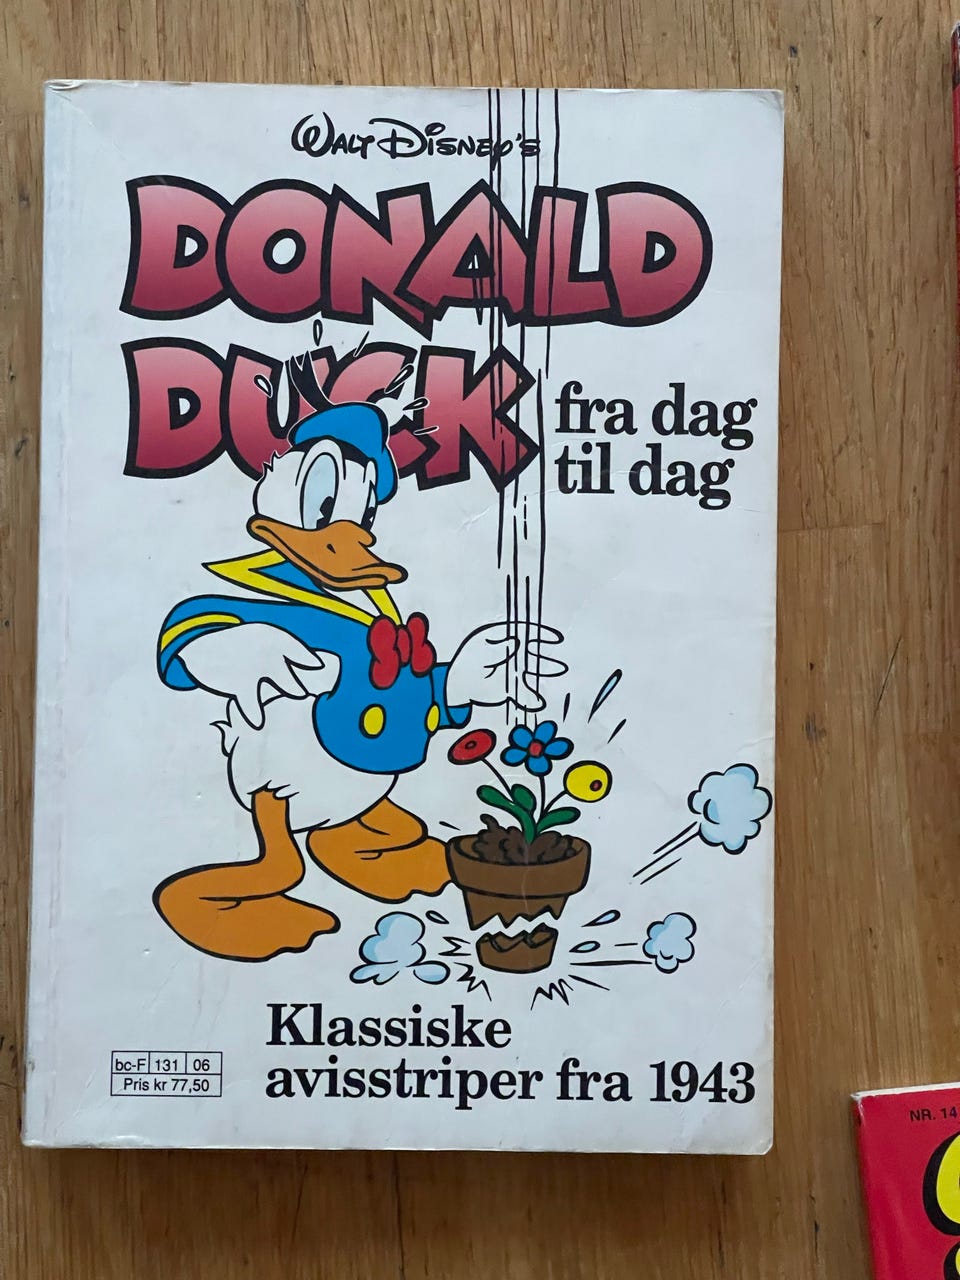 Walt Disney's
DONALD
DUCK
fra dag
til dag
Klassiske
avisstriper fra 1943
bc-F 131 06
Pris kr 77,50
NR. 14